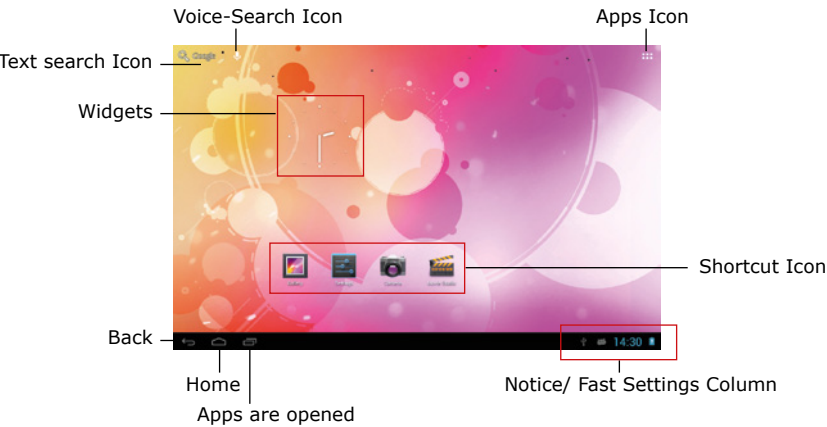 Voice-Search Icon
Apps Icon
Text search Icon
Google
Widgets
Shortcut Icon
14:30
Back
Home
Notice/ Fast Settings Column
Apps are opened